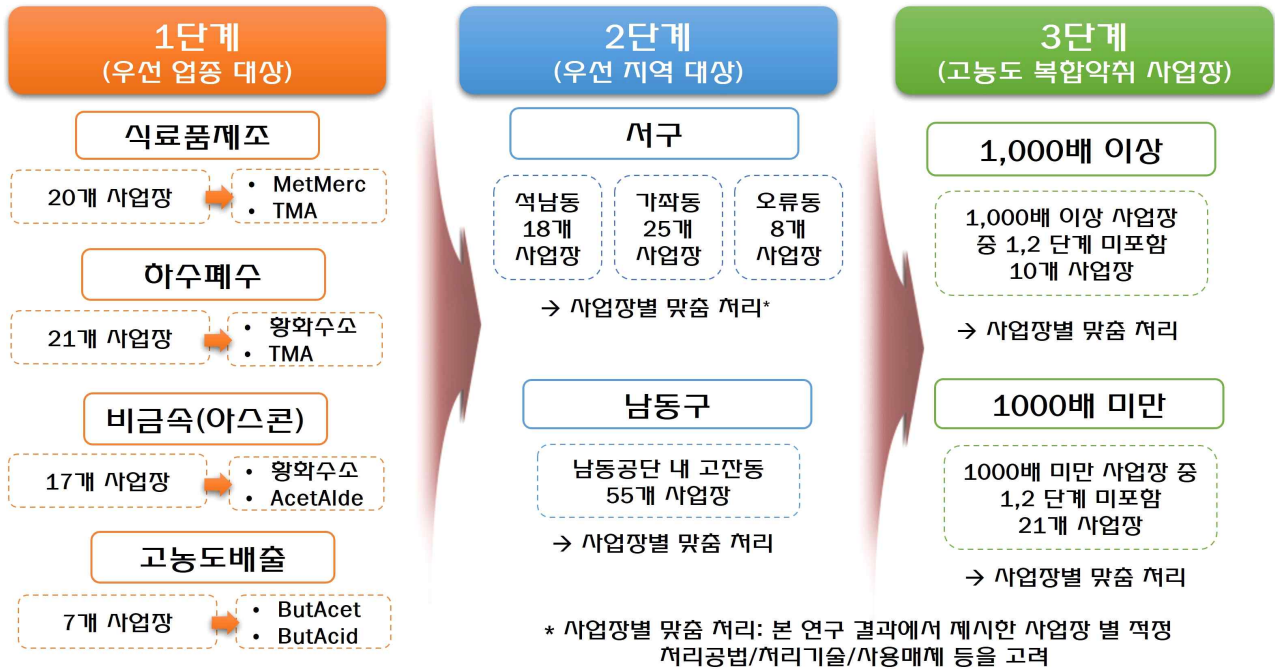 1단계
(우선 업종 대상)
식료품제조
20개 사업장
• MetMerc
• TMA
하수폐수
21개 사업장
• 황화수소
• TMA
비금속(아스콘)
17개 사업장
• 황화수소
• AcetAlde
고농도배출
7개 사업장
• ButAcet
• ButAcid
2단계
(우선 지역 대상)
서구
석남동
18개
사업장
가좌동
25개
사업장
오류동
8개
사업장
→ 사업장별 맞춤 처리*
남동구
남동공단 내 고잔동
55개 사업장
→ 사업장별 맞춤 처리
3단계
(고농도 복합악취 사업장)
1,000배 이상
1,000배 이상 사업장
중 1,2 단계 미포함
10개 사업장
→ 사업장별 맞춤 처리
1000배 미만
1000배 미만 사업장 중
1,2 단계 미포함
21개 사업장
→ 사업장별 맞춤 처리
* 사업장별 맞춤 처리: 본 연구 결과에서 제시한 사업장 별 적정
처리공법/처리기술/사용매체 등을 고려